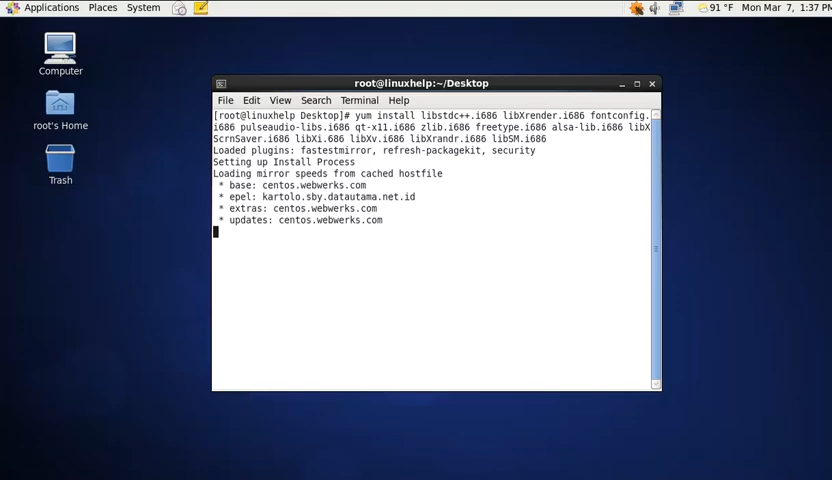 Applications Places System 91 °F Mon Mar 7, 1:37 PM
Computer
root's Home
Trash
root@linuxhelp:~/Desktop
File Edit View Search Terminal Help
[root@linuxhelp Desktop]# yum install libstdc++.i686 libXrender.i686 fontconfig.
i686 pulseaudio-libs.i686 qt-x11.i686 zlib.i686 freetype.i686 alsa-lib.i686 libX
ScrnSaver.i686 libXi.i686 libXv.i686 libXrandr.i686 libSM.i686
Loaded plugins: fastestmirror, refresh-packagekit, security
Setting up Install Process
Loading mirror speeds from cached hostfile
* base: centos.webwerks.com
* epel: kartolo.sby.datautama.net.id
* extras: centos.webwerks.com
* updates: centos.webwerks.com